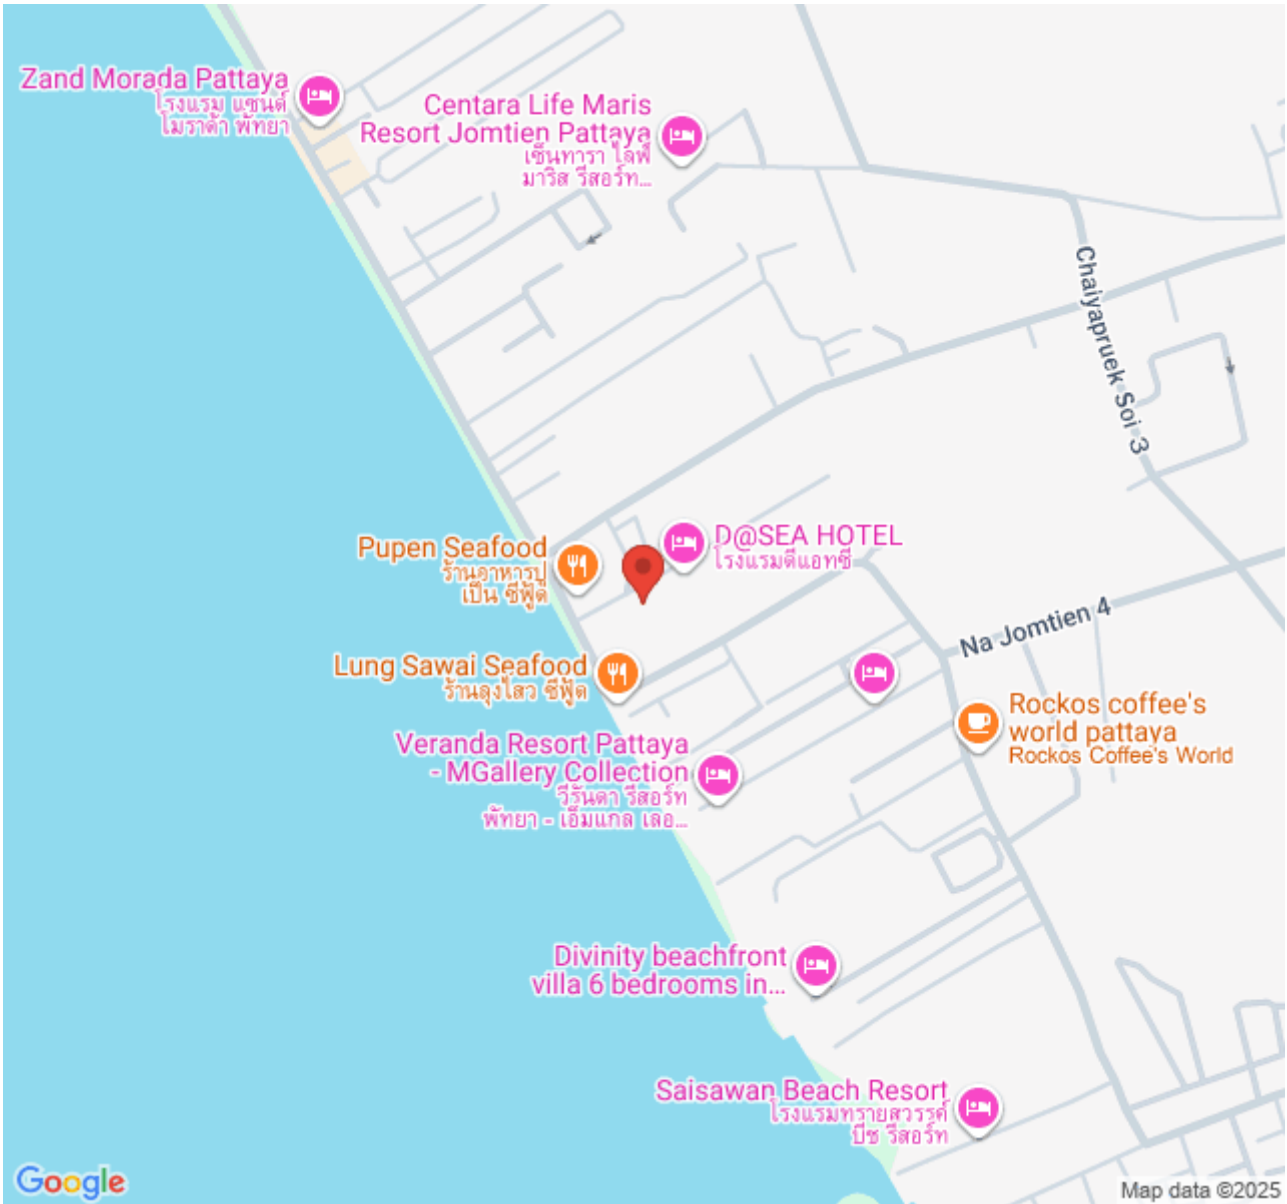 Zand Morada Pattaya
โรงแรม แซนด์
โมราด้า พัทยา
Centara Life Maris
Resort Jomtien Pattaya
เซ็นทารา ไลฟ์
มาริส รีสอร์ท...
Chaiyapruek Soi 3
D@SEA HOTEL
โรงแรมดีแอทซี
Pupen Seafood
ร้านอาหารปู
เป็น ซีฟู้ด
Na Jomtien 4
Lung Sawai Seafood
ร้านลุงไสว ซีฟู้ด
Rockos coffee's
world pattaya
Rockos Coffee's World
Veranda Resort Pattaya
- MGallery Collection
วีรันดา รีสอร์ท
พัทยา - เอ็มแกล เลอ...
Divinity beachfront
villa 6 bedrooms in...
Saisawan Beach Resort
โรงแรมทรายสวรรค์
บีช รีสอร์ท
Google
Map data ©2025